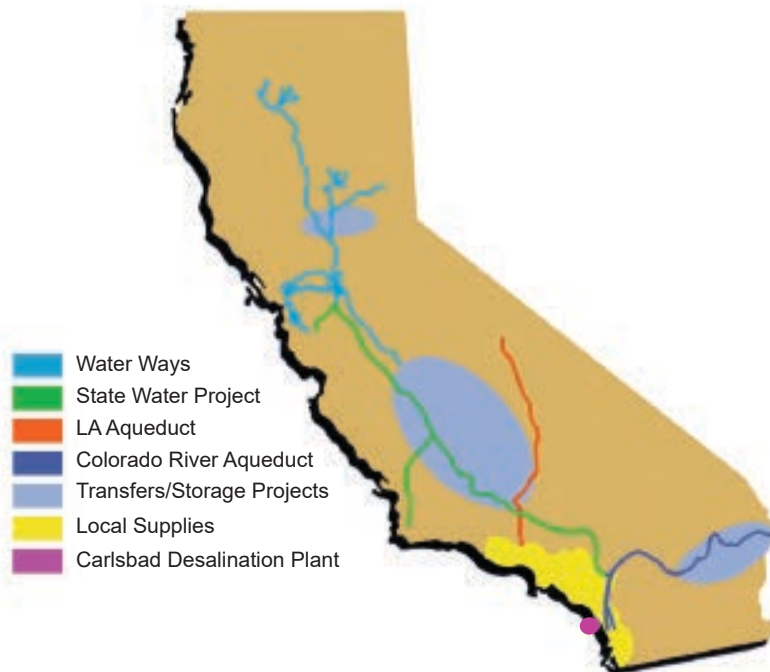 Water Ways
State Water Project
LA Aqueduct
Colorado River Aqueduct
Transfers/Storage Projects
Local Supplies
Carlsbad Desalination Plant